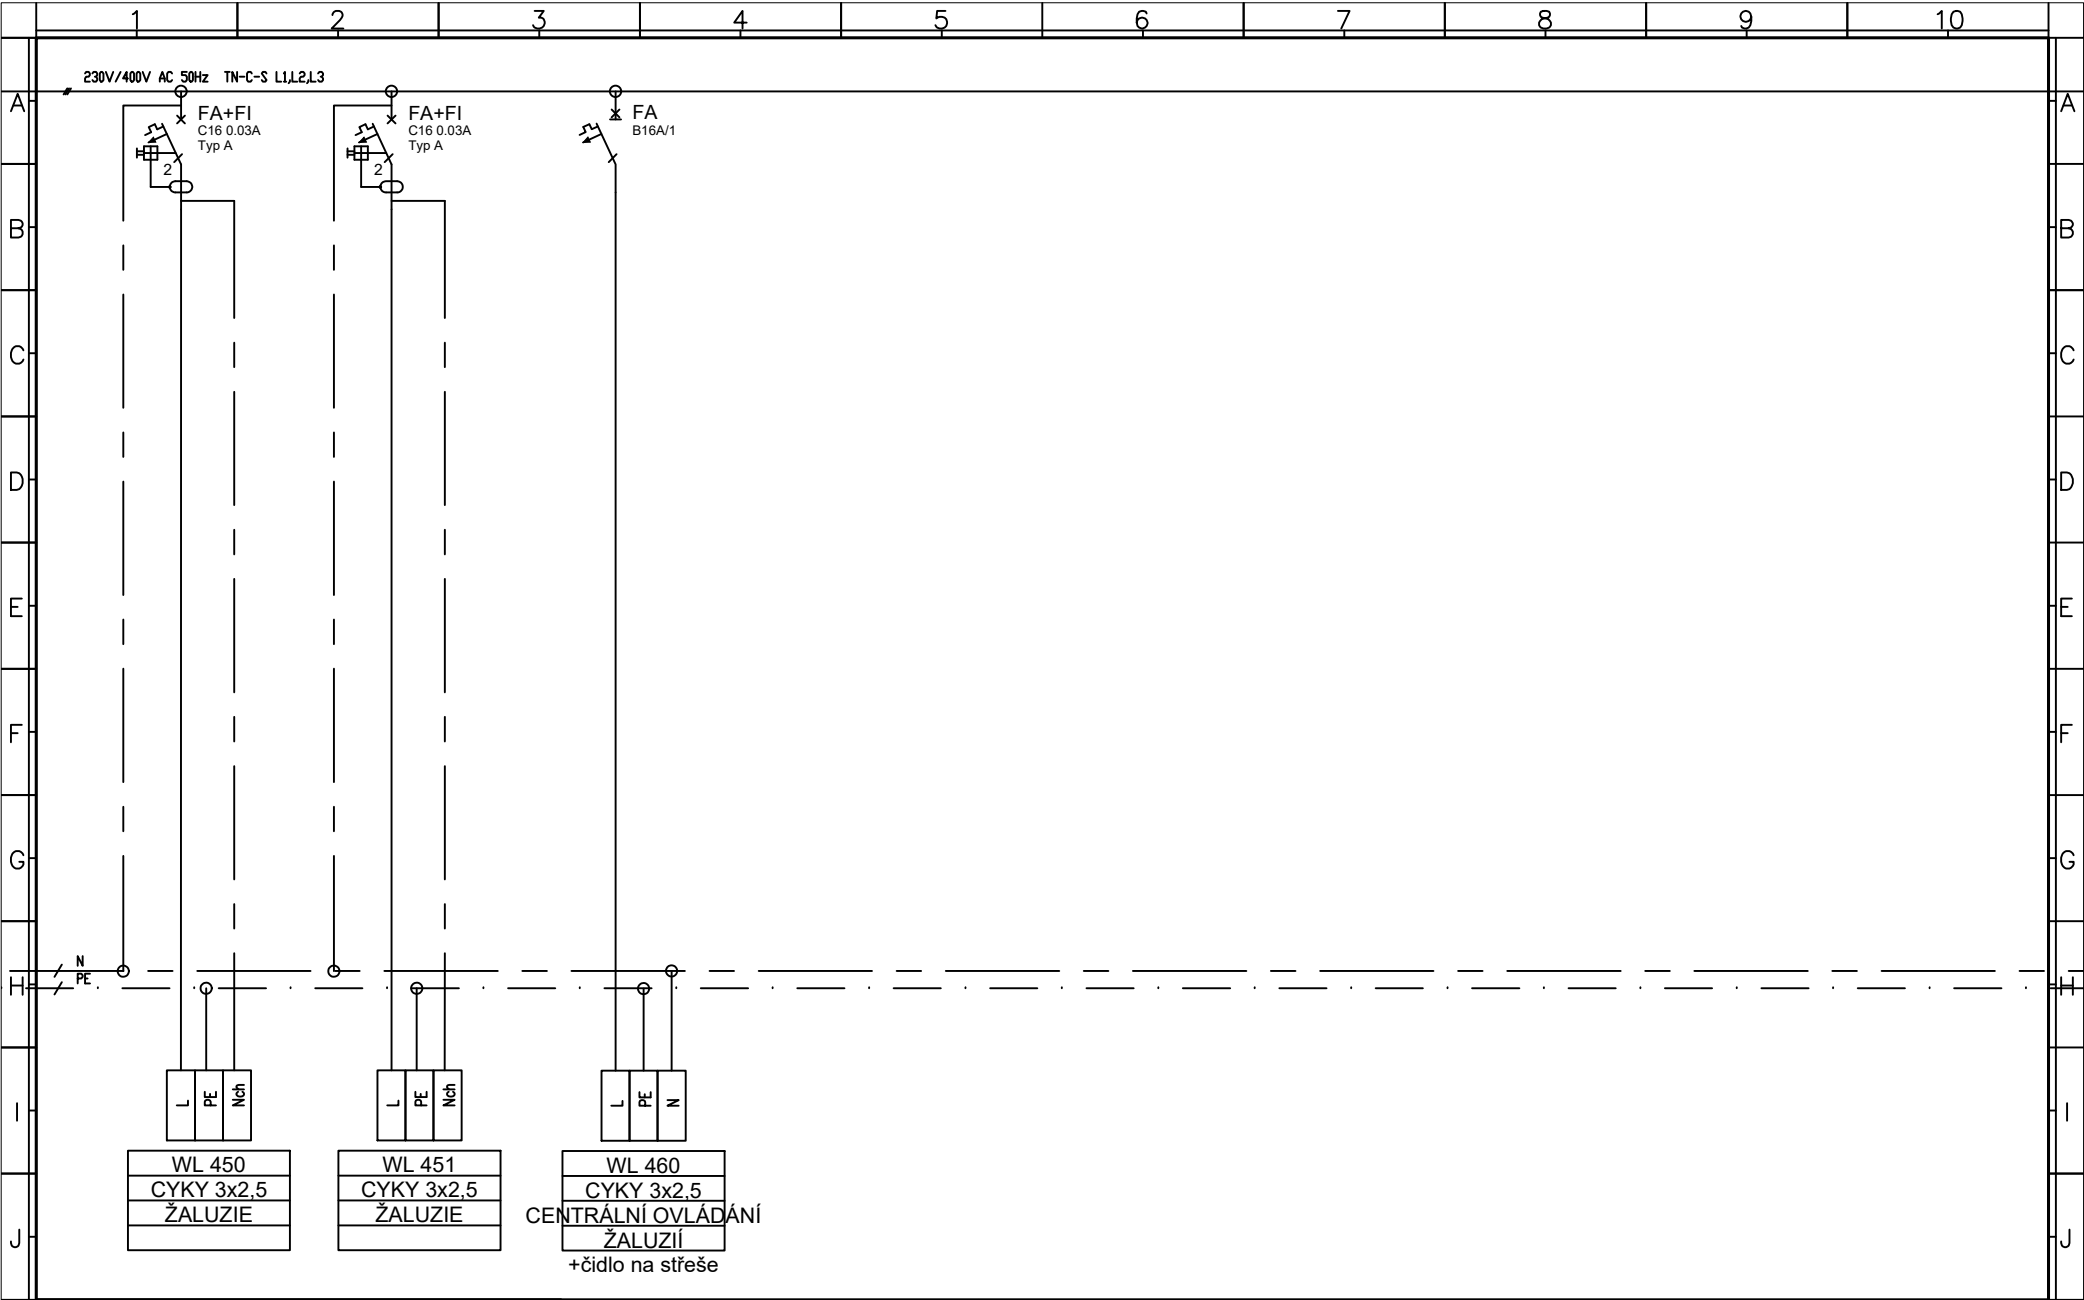 1 2 3 4 5 6 7 8 9 10
230V/400V AC 50Hz TN-C-S L1,L2,L3
A A
FA+FI
C16 0.03A
Typ A
2
FA+FI
C16 0.03A
Typ A
2
FA
B16A/1
B B
C C
D D
E E
F F
G G
N
PE
H H
L PE Nch
L PE Nch
L PE N
I I
WL 450
CYKY 3x2,5
ŽALUZIE
WL 451
CYKY 3x2,5
ŽALUZIE
WL 460
CYKY 3x2,5
CENTRÁLNÍ OVLÁDÁNÍ
ŽALUZIÍ
+čidlo na střeše
J J